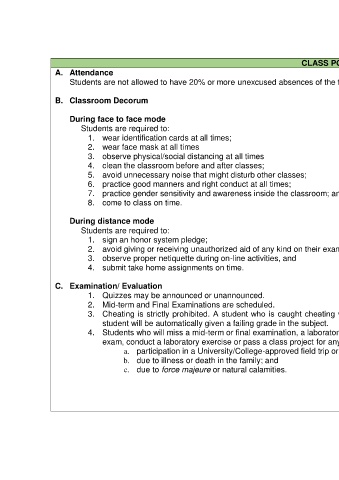 CLASS PO
A. Attendance
Students are not allowed to have 20% or more unexcused absences of the
B. Classroom Decorum
During face to face mode
Students are required to:
1. wear identification cards at all times;
2. wear face mask at all times
3. observe physical/social distancing at all times
4. clean the classroom before and after classes;
5. avoid unnecessary noise that might disturb other classes;
6. practice good manners and right conduct at all times;
7. practice gender sensitivity and awareness inside the classroom; an
8. come to class on time.
During distance mode
Students are required to:
1. sign an honor system pledge;
2. avoid giving or receiving unauthorized aid of any kind on their exam
3. observe proper netiquette during on-line activities, and
4. submit take home assignments on time.
C. Examination/ Evaluation
1. Quizzes may be announced or unannounced.
2. Mid-term and Final Examinations are scheduled.
3. Cheating is strictly prohibited. A student who is caught cheating
student will be automatically given a failing grade in the subject.
4. Students who will miss a mid-term or final examination, a laborator
exam, conduct a laboratory exercise or pass a class project for any
a. participation in a University/College-approved field trip or
b. due to illness or death in the family; and
c. due to force majeure or natural calamities.